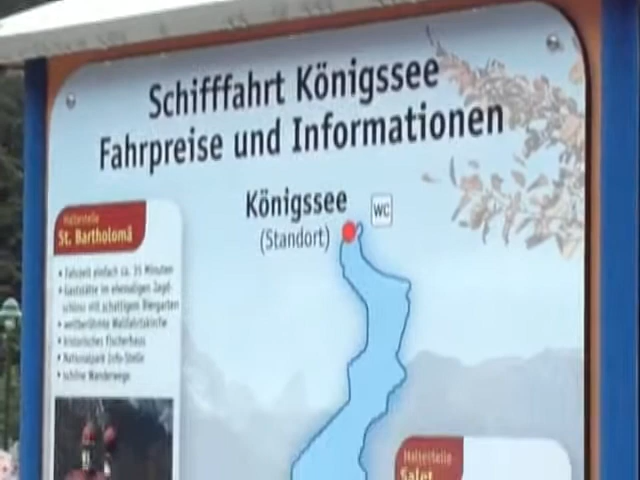 Schifffahrt Königssee
Fahrpreise und Informationen
Königssee
WC
(Standort)
Haltestelle
St. Bartholomä
• Fahrzeit einfach ca. 35 Minuten
• Gaststätte im ehemaligen Jagd-
schloss mit schattigem Biergarten
• weltberühmte Wallfahrtskirche
• historisches Fischerhaus
• Nationalpark Info-Stelle
• schöne Wanderwege
Haltestelle
Salet